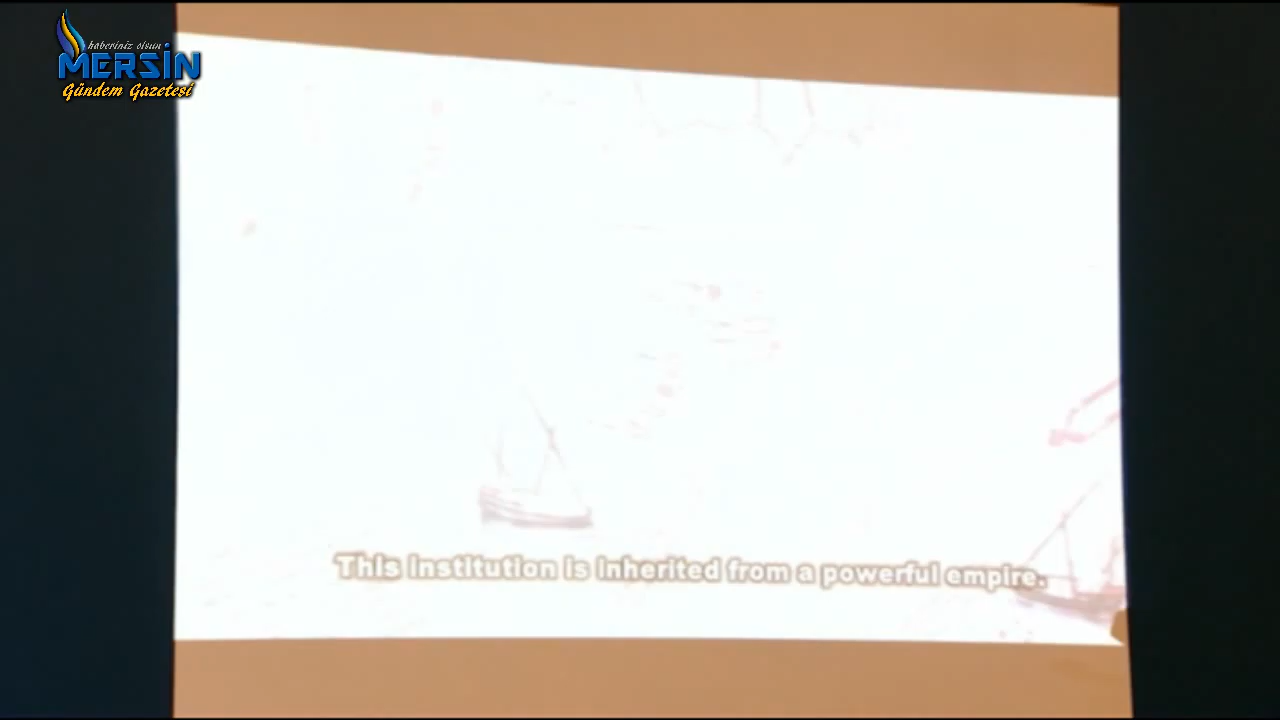 haberiniz olsun
MERSİN
Gündem Gazetesi
This institution is inherited from a powerful empire.